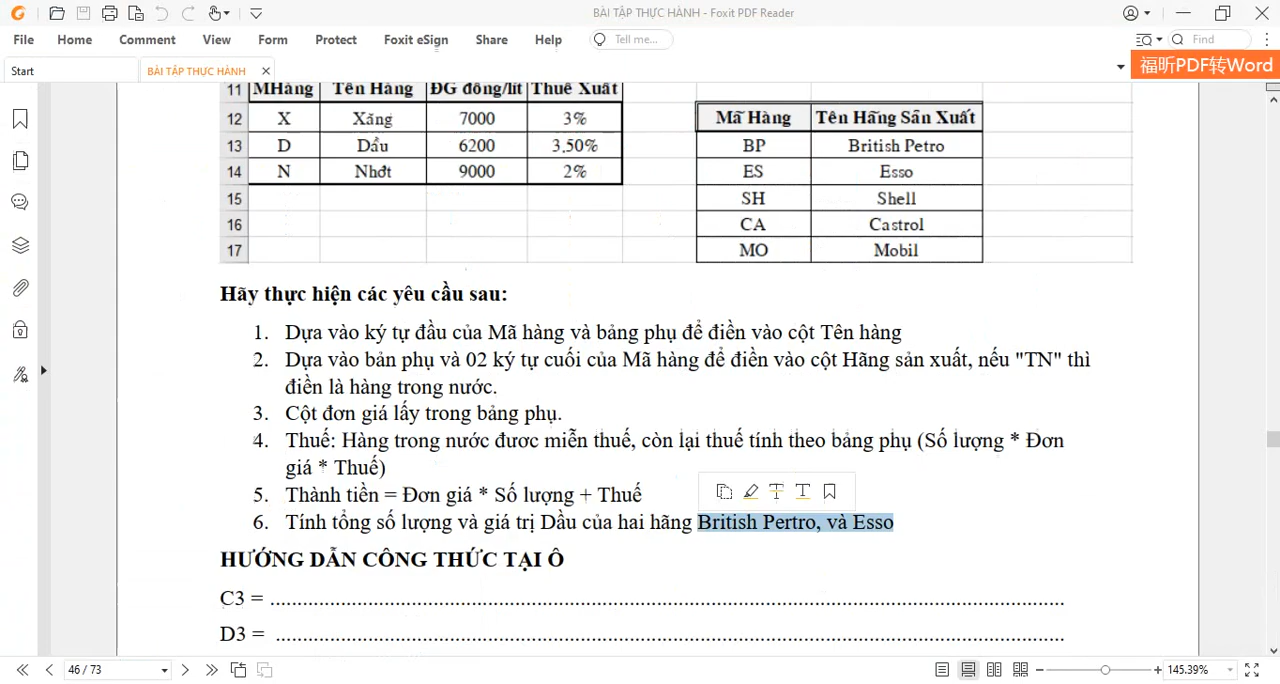 BÀI TẬP THỰC HÀNH - Foxit PDF Reader
File Home Comment View Form Protect Foxit eSign Share Help Tell me... Find
Start BÀI TẬP THỰC HÀNH 福昕PDF转Word
11 MHàng Tên Hàng ĐG đồng/lít Thuế Xuất
12 X Xăng 7000 3% Mã Hàng Tên Hãng Sản Xuất
13 D Dầu 6200 3.50% BP British Petro
14 N Nhớt 9000 2% ES Esso
15 SH Shell
16 CA Castrol
17 MO Mobil
Hãy thực hiện các yêu cầu sau:
1. Dựa vào ký tự đầu của Mã hàng và bảng phụ để điền vào cột Tên hàng
2. Dựa vào bản phụ và 02 ký tự cuối của Mã hàng để điền vào cột Hãng sản xuất, nếu "TN" thì
điền là hàng trong nước.
3. Cột đơn giá lấy trong bảng phụ.
4. Thuế: Hàng trong nước đươc miễn thuế, còn lại thuế tính theo bảng phụ (Số lượng * Đơn
giá * Thuế)
5. Thành tiền = Đơn giá * Số lượng + Thuế
6. Tính tổng số lượng và giá trị Dầu của hai hãng British Pertro, và Esso
HƯỚNG DẪN CÔNG THỨC TẠI Ô
C3 = ............................................................
D3 = ............................................................
46 / 73 145.39%